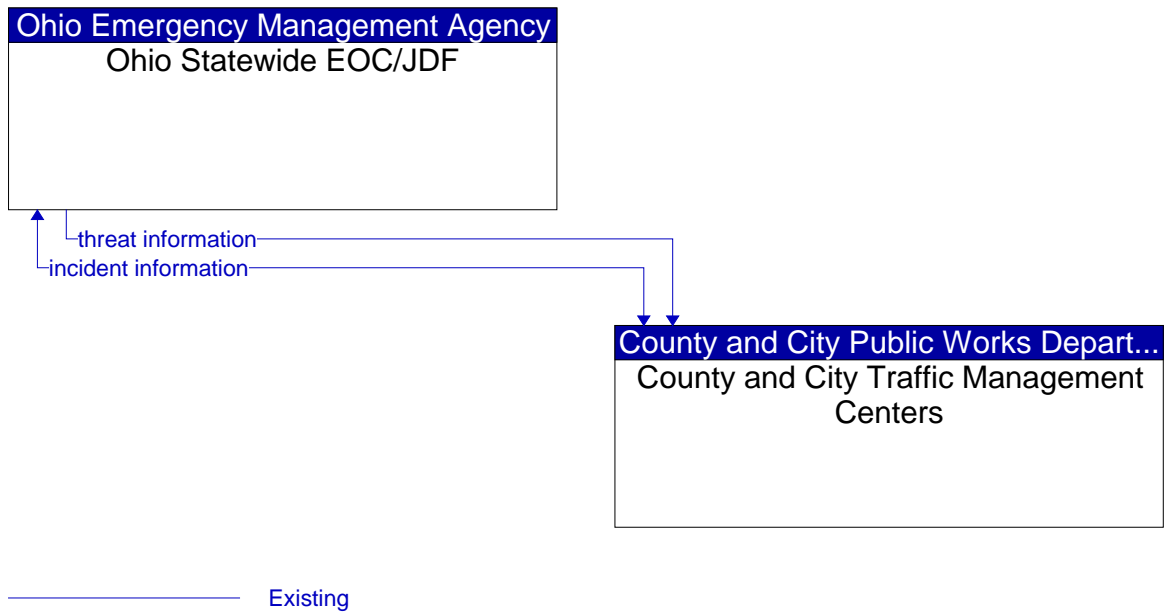 Ohio Emergency Management Agency
Ohio Statewide EOC/JDF
threat information
incident information
County and City Public Works Depart...
County and City Traffic Management
Centers
Existing